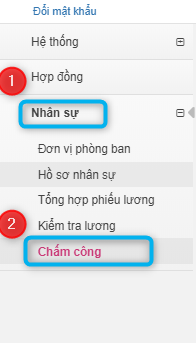 Đổi mật khẩu
Hệ thống
1
Hợp đồng
Nhân sự
Đơn vị phòng ban
Hồ sơ nhân sự
Tổng hợp phiếu lương
2
Kiểm tra lương
Chấm công